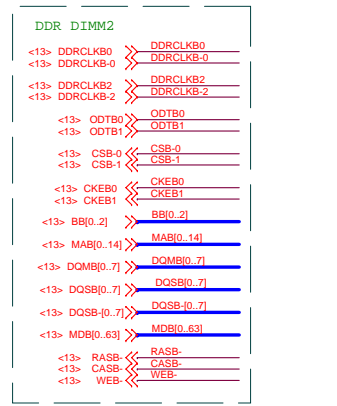 DDR DIMM2
<13> DDRCLKB0 DDRCLKB0
<13> DDRCLKB-0 DDRCLKB-0
<13> DDRCLKB2 DDRCLKB2
<13> DDRCLKB-2 DDRCLKB-2
<13> ODTB0 ODTB0
<13> ODTB1 ODTB1
<13> CSB-0 CSB-0
<13> CSB-1 CSB-1
<13> CKEB0 CKEB0
<13> CKEB1 CKEB1
<13> BB[0..2] BB[0..2]
<13> MAB[0..14] MAB[0..14]
<13> DQMB[0..7] DQMB[0..7]
<13> DQSB[0..7] DQSB[0..7]
<13> DQSB-[0..7] DQSB-[0..7]
<13> MDB[0..63] MDB[0..63]
<13> RASB- RASB-
<13> CASB- CASB-
<13> WEB- WEB-